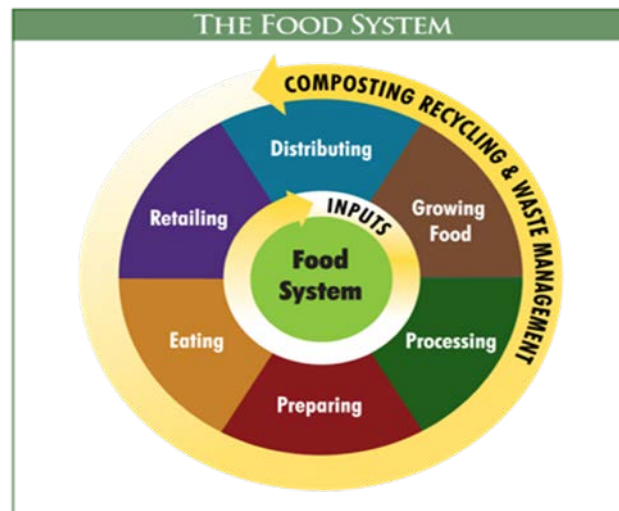 THE FOOD SYSTEM
COMPOSTING RECYCLING & WASTE MANAGEMENT
Distributing
INPUTS
Retailing
Growing
Food
Food
System
Eating
Processing
Preparing